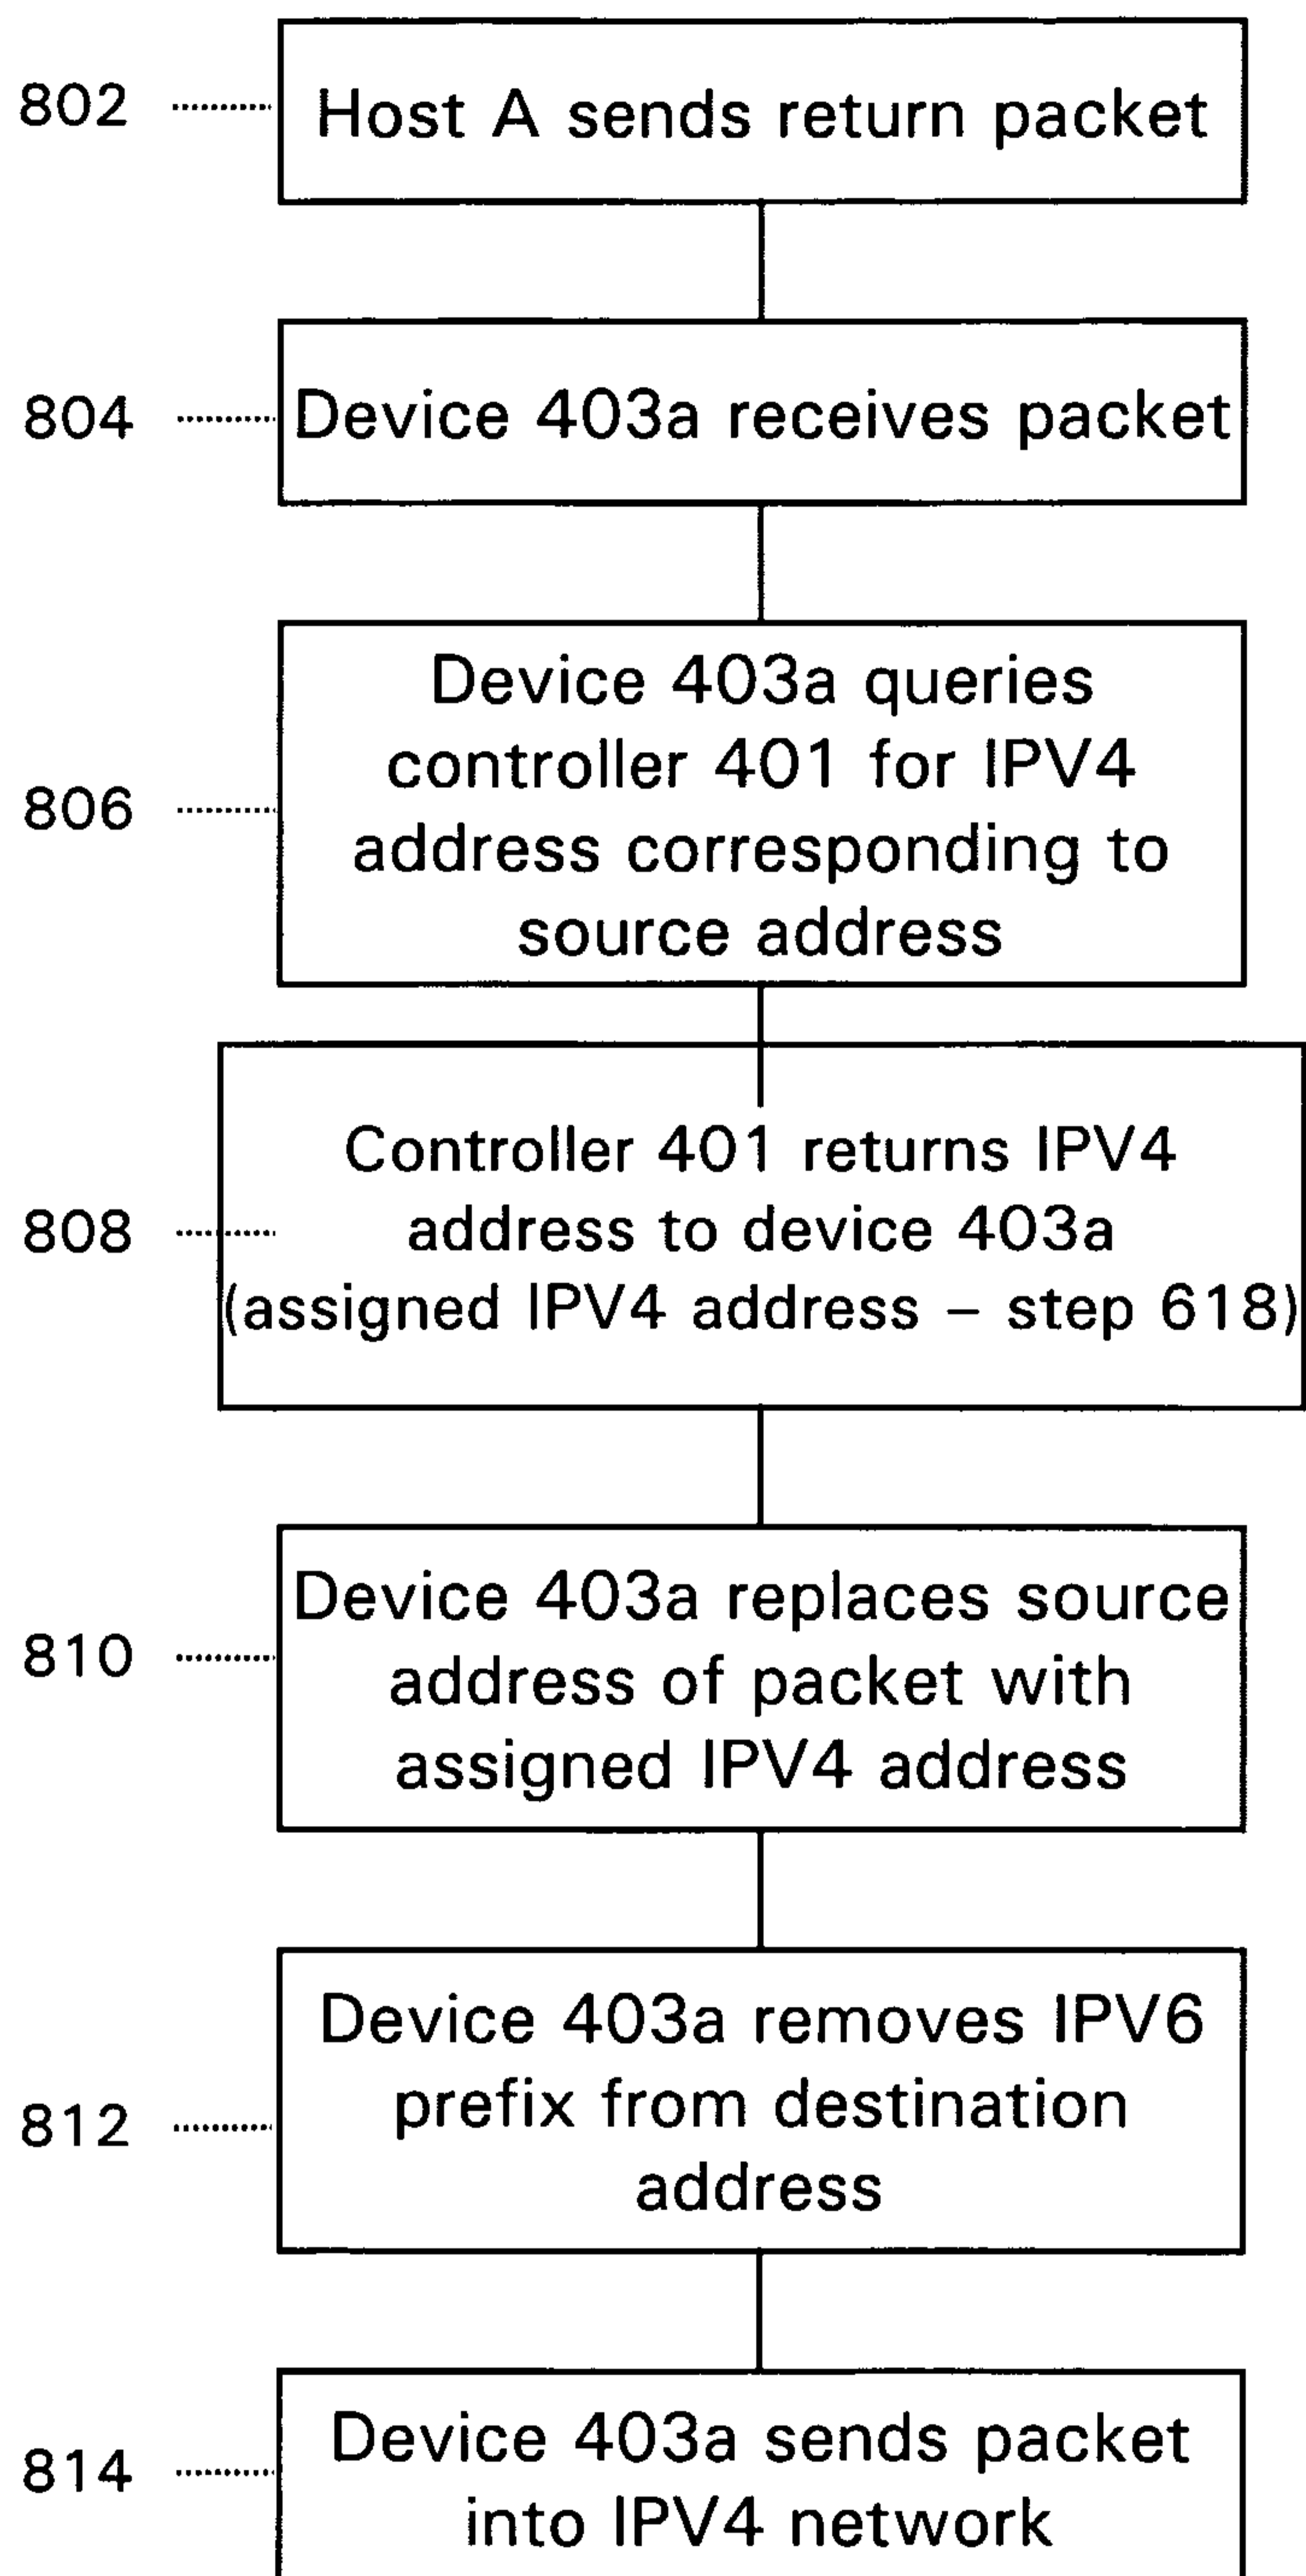 802
Host A sends return packet
804
Device 403a receives packet
806
Device 403a queries
controller 401 for IPV4
address corresponding to
source address
808
Controller 401 returns IPV4
address to device 403a
(assigned IPV4 address – step 618)
810
Device 403a replaces source
address of packet with
assigned IPV4 address
812
Device 403a removes IPV6
prefix from destination
address
814
Device 403a sends packet
into IPV4 network